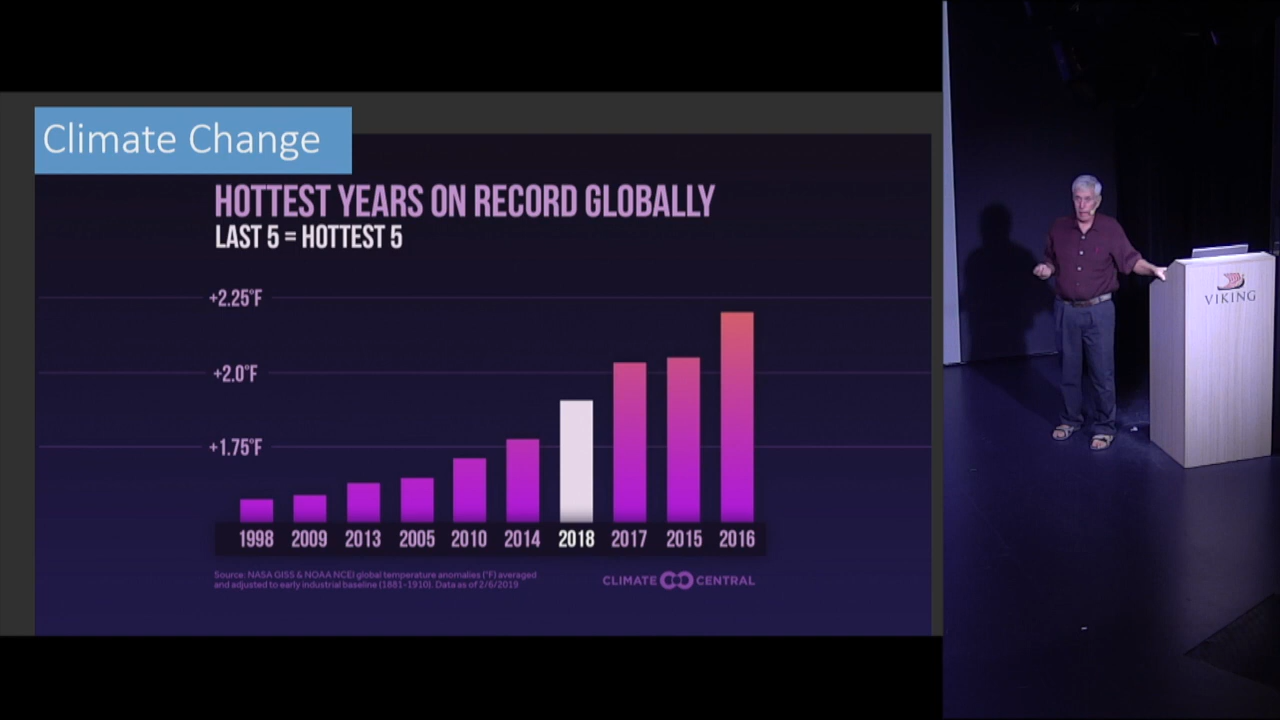 Climate Change
HOTTEST YEARS ON RECORD GLOBALLY
LAST 5 = HOTTEST 5
+2.25°F
+2.0°F
+1.75°F
1998 2009 2013 2005 2010 2014 2018 2017 2015 2016
Source: NASA GISS & NOAA NCEI global temperature anomalies (°F) averaged
and adjusted to early industrial baseline (1881-1910). Data as of 2/6/2019
CLIMATE CENTRAL
VIKING